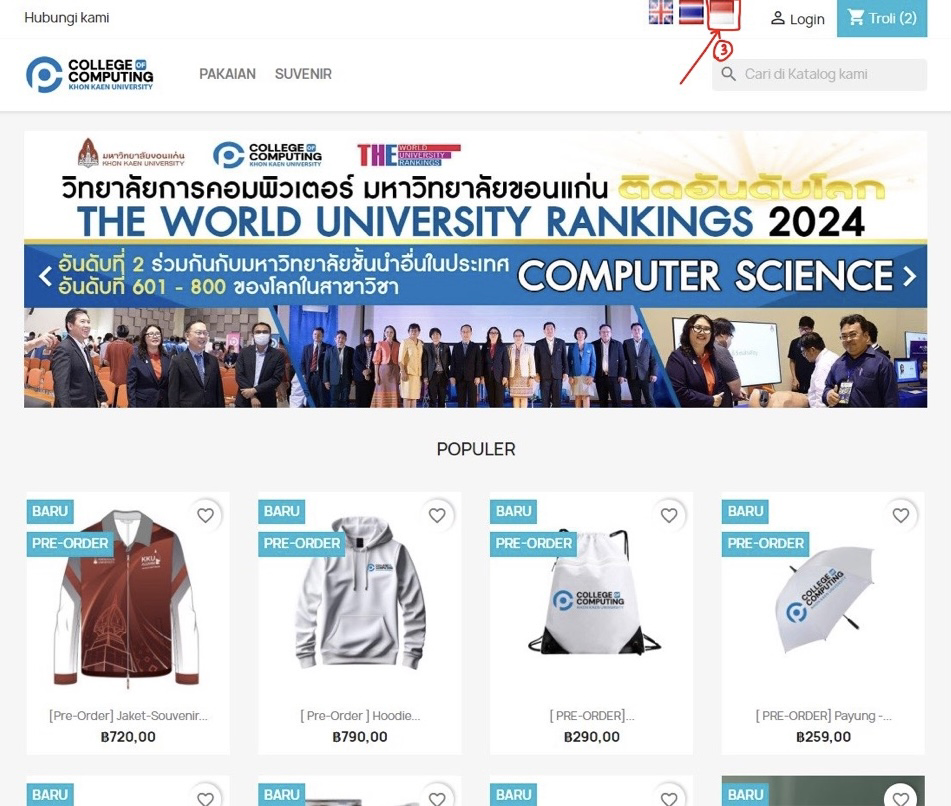 Hubungi kami
Login
Troli (2)
3
COLLEGE OF
COMPUTING
KHON KAEN UNIVERSITY
PAKAIAN
SUVENIR
Cari di Katalog kami
มหาวิทยาลัยขอนแก่น
KHON KAEN UNIVERSITY
COLLEGE OF
COMPUTING
KHON KAEN UNIVERSITY
THE WORLD
UNIVERSITY
RANKINGS
วิทยาลัยการคอมพิวเตอร์ มหาวิทยาลัยขอนแก่น ติดอันดับโลก
THE WORLD UNIVERSITY RANKINGS 2024
อันดับที่ 2 ร่วมกันกับมหาวิทยาลัยชั้นนำอื่นในประเทศ
อันดับที่ 601 - 800 ของโลกในสาขาวิชา
COMPUTER SCIENCE
POPULER
BARU
PRE-ORDER
KKU
[Pre-Order] Jaket-Souvenir...
฿720,00
BARU
PRE-ORDER
COLLEGE OF
COMPUTING
[ Pre-Order ] Hoodie...
฿790,00
BARU
PRE-ORDER
COLLEGE OF
COMPUTING
KHON KAEN UNIVERSITY
[ PRE-ORDER]...
฿290,00
BARU
PRE-ORDER
COLLEGE OF
COMPUTING
KHON KAEN UNIVERSITY
[ PRE-ORDER] Payung -...
฿259,00
BARU
BARU
BARU
BARU